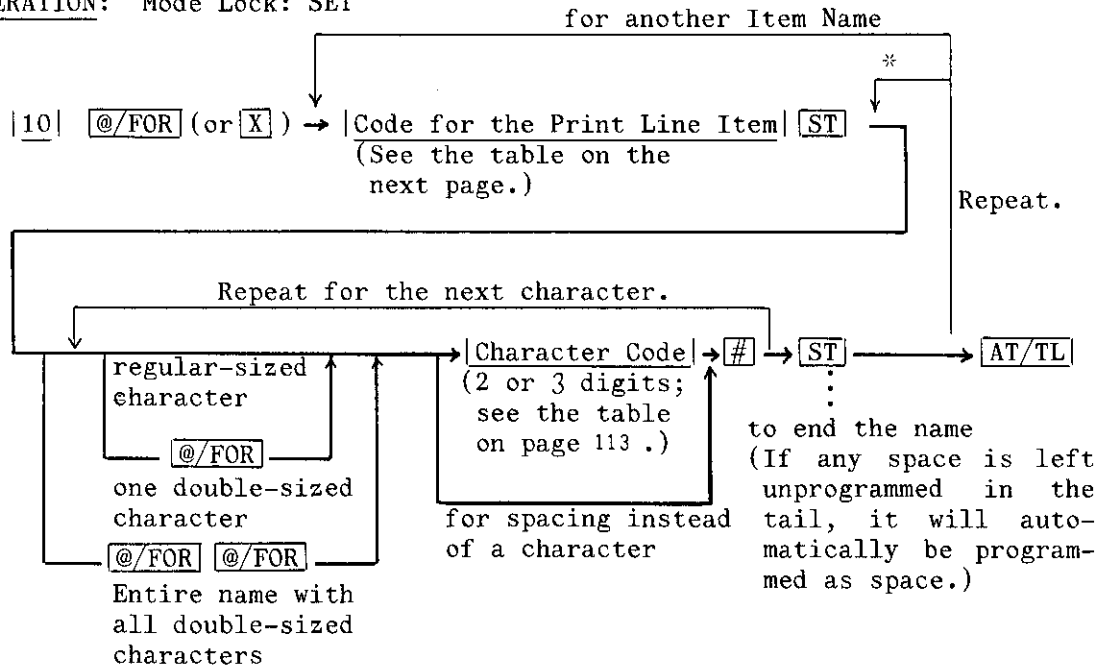 ERATION: Mode Lock: SET
for another Item Name
*
|10| @/FOR (or X) → |Code for the Print Line Item| ST
(See the table on the
next page.)
Repeat.
Repeat for the next character.
regular-sized
character
@/FOR
one double-sized
character
@/FOR @/FOR
Entire name with
all double-sized
characters
|Character Code| → # → ST → AT/TL
(2 or 3 digits;
see the table
on page 113 .)
for spacing instead
of a character
to end the name
(If any space is left
unprogrammed in the
tail, it will auto-
matically be program-
med as space.)